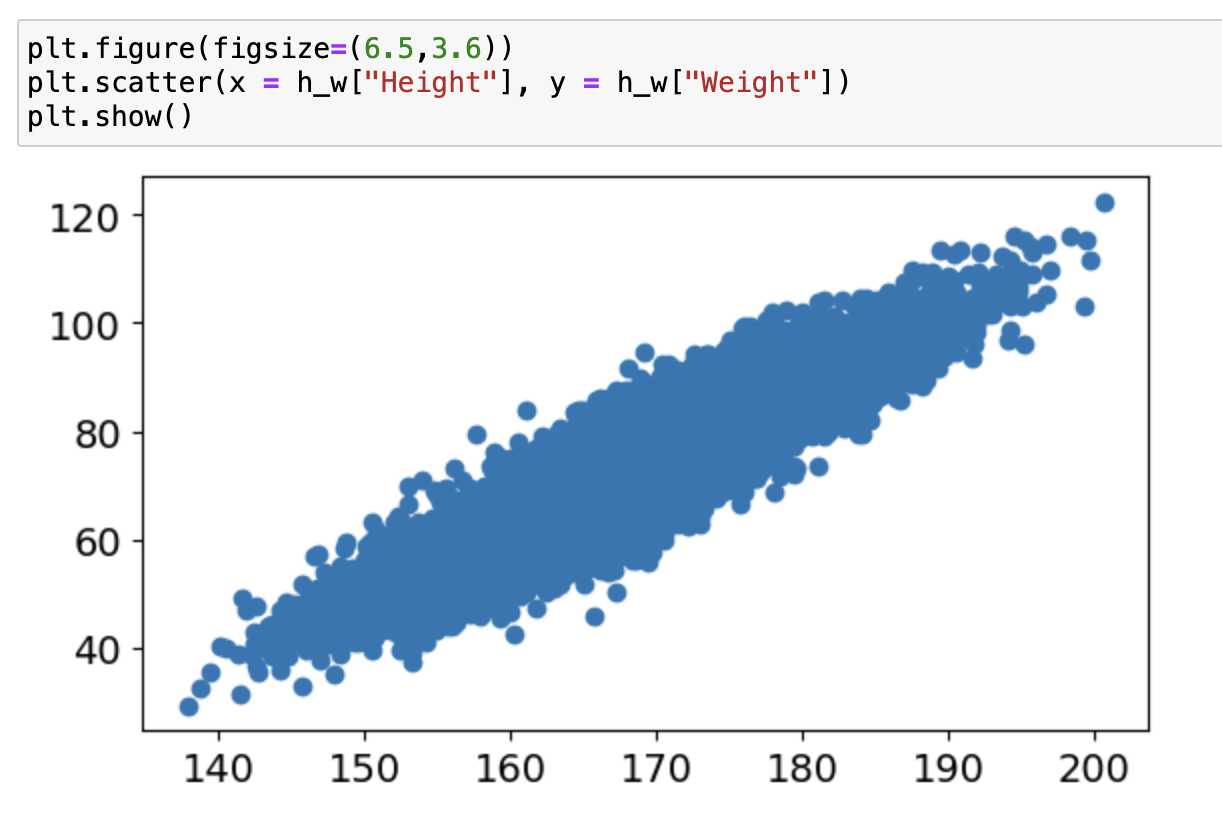 plt.figure(figsize=(6.5,3.6))
plt.scatter(x = h_w["Height"], y = h_w["Weight"])
plt.show()
120
100
80
60
40
140 150 160 170 180 190 200